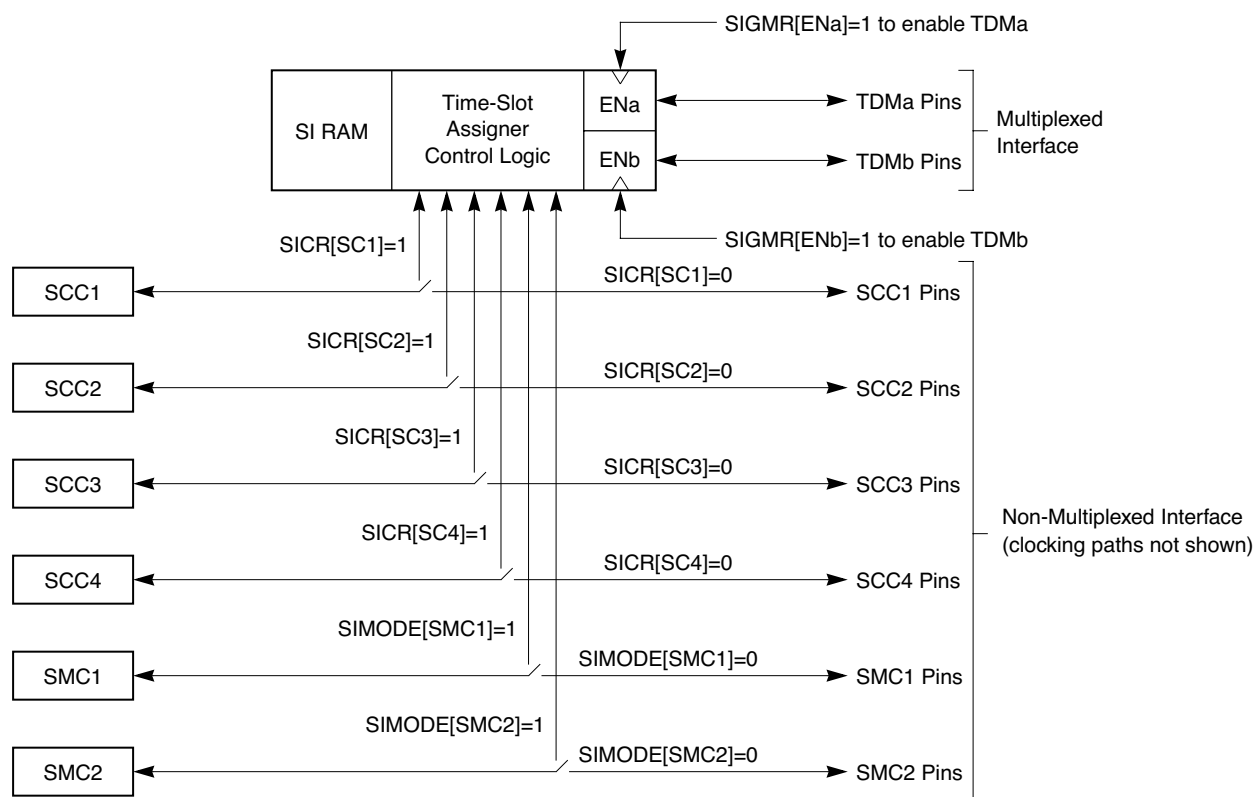 SIGMR[ENa]=1 to enable TDMa
SI RAM
Time-Slot
Assigner
Control Logic
ENa
ENb
TDMa Pins
TDMb Pins
Multiplexed
Interface
SIGMR[ENb]=1 to enable TDMb
SICR[SC1]=1
SCC1
SICR[SC1]=0
SCC1 Pins
SICR[SC2]=1
SCC2
SICR[SC2]=0
SCC2 Pins
SICR[SC3]=1
SCC3
SICR[SC3]=0
SCC3 Pins
Non-Multiplexed Interface
(clocking paths not shown)
SICR[SC4]=1
SCC4
SICR[SC4]=0
SCC4 Pins
SIMODE[SMC1]=1
SMC1
SIMODE[SMC1]=0
SMC1 Pins
SIMODE[SMC2]=1
SMC2
SIMODE[SMC2]=0
SMC2 Pins